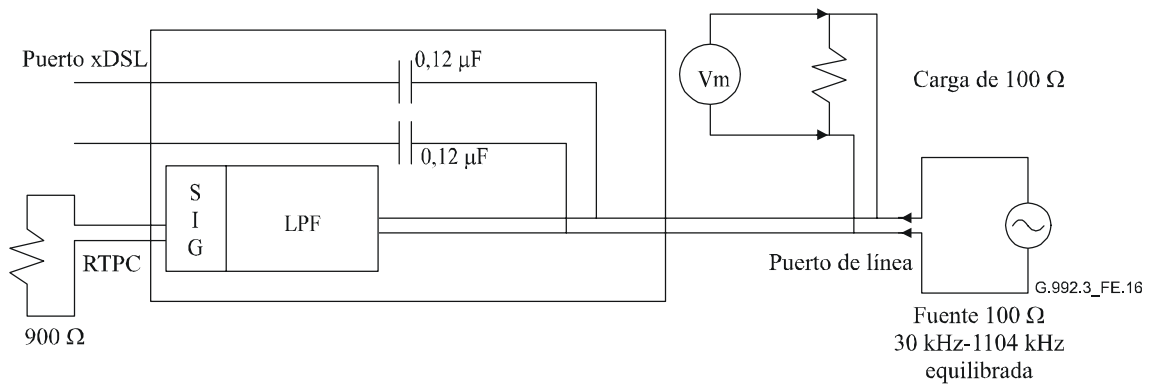 Puerto xDSL
0,12 µF
0,12 µF
Vm
Carga de 100 Ω
S
I
G
LPF
RTPC
900 Ω
Puerto de línea
G.992.3_FE.16
Fuente 100 Ω
30 kHz-1104 kHz
equilibrada